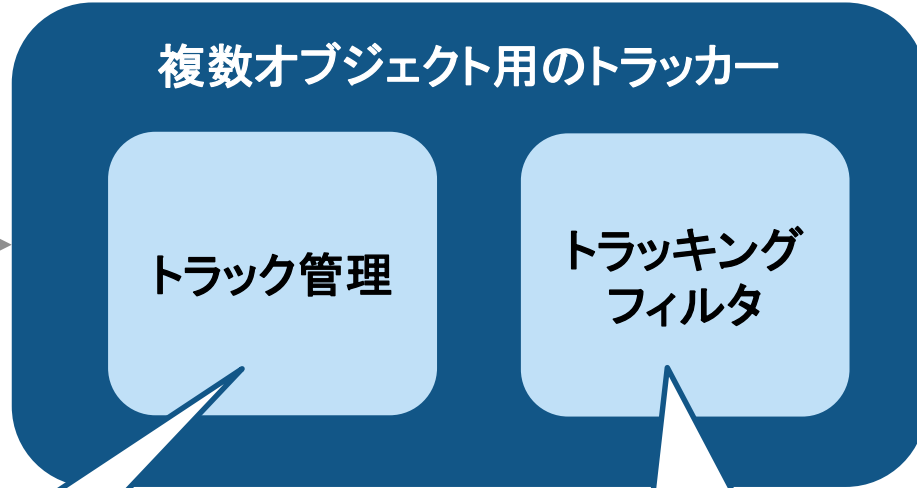 複数オブジェクト用のトラッカー
トラック管理
トラッキング
フィルタ